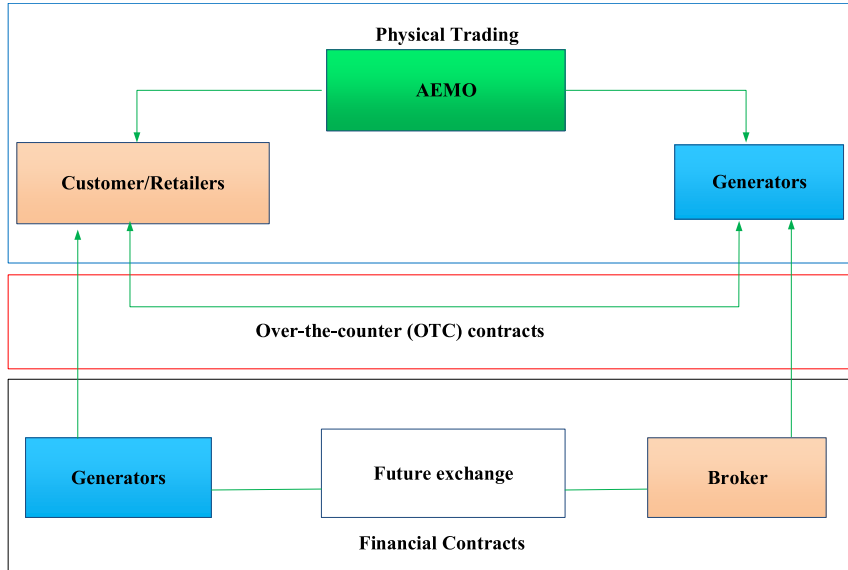 Physical Trading
AEMO
Customer/Retailers
Generators
Over-the-counter (OTC) contracts
Generators
Future exchange
Broker
Financial Contracts